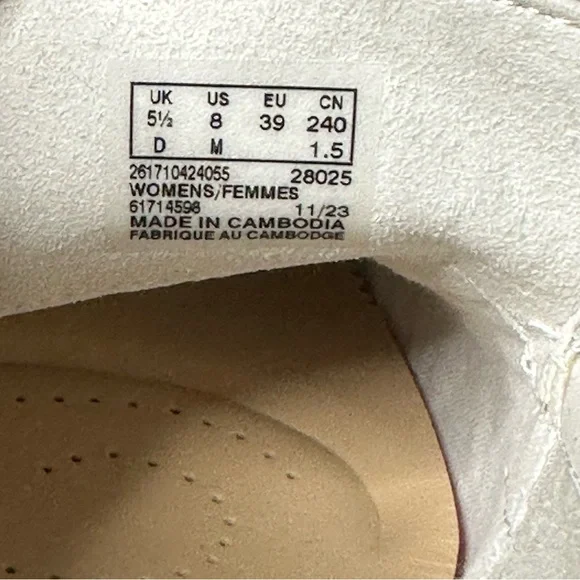 UK US EU CN
5½ 8 39 240
D M 1.5
261710424055 28025
WOMENS/FEMMES
61714598 11/23
MADE IN CAMBODIA
FABRIQUE AU CAMBODGE